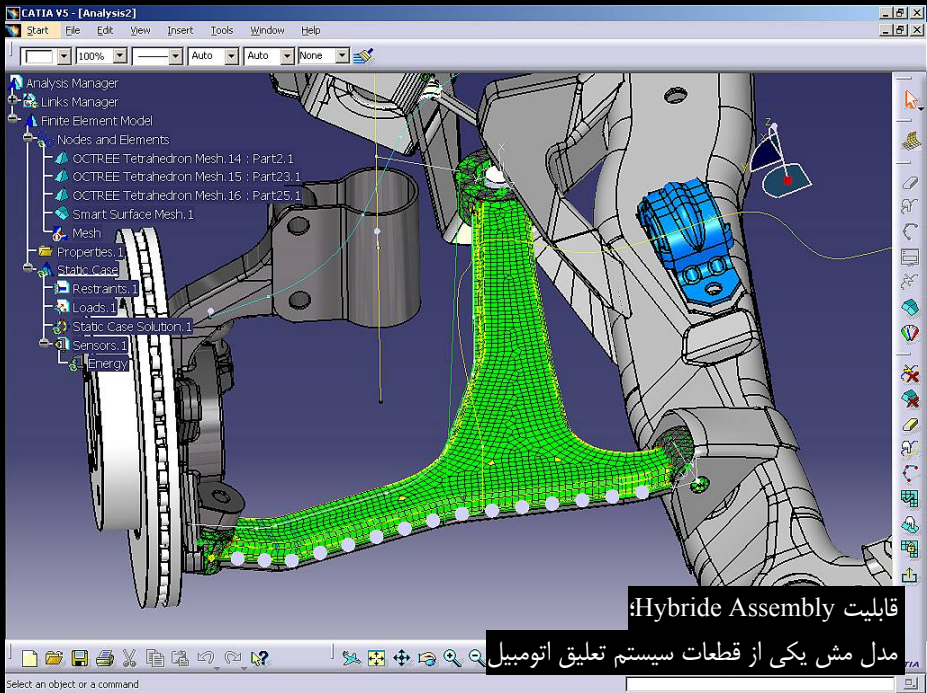 CATIA V5 - [Analysis2]
Start File Edit View Insert Tools Window Help
100% Auto Auto None
Analysis Manager
Links Manager
Finite Element Model
Nodes and Elements
OCTREE Tetrahedron Mesh.14 : Part2.1
OCTREE Tetrahedron Mesh.15 : Part23.1
OCTREE Tetrahedron Mesh.16 : Part25.1
Smart Surface Mesh.1
Mesh
Properties.1
Static Case
Restraints.1
Loads.1
Static Case Solution.1
Sensors.1
Energy
Z
X
قابلیت Hybride Assembly؛
مدل مش یکی از قطعات سیستم تعلیق اتومبیل
Select an object or a command